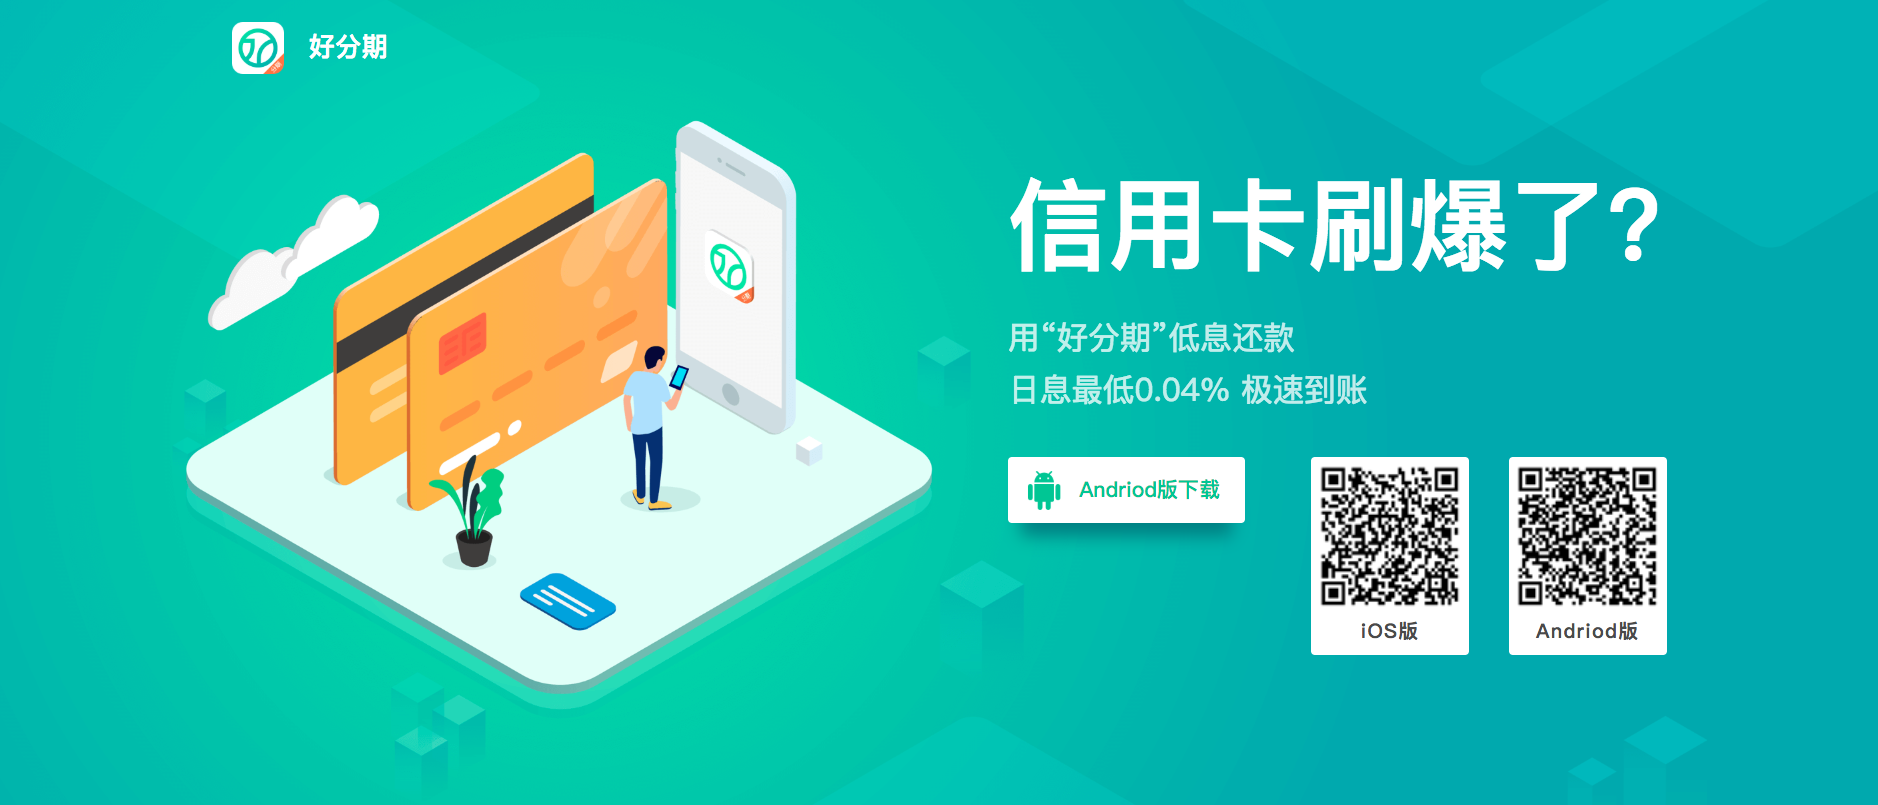 好分期
信用卡刷爆了?
用“好分期”低息还款
日息最低0.04% 极速到账
Andriod版下载
iOS版
Andriod版